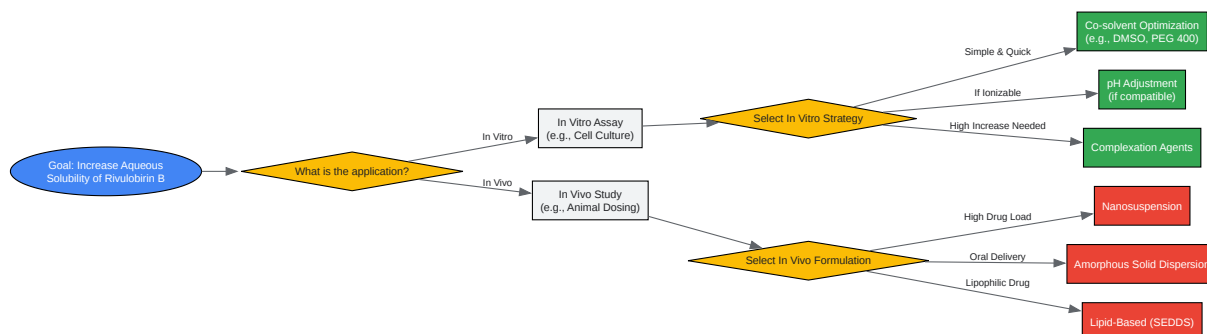 Goal: Increase Aqueous
Solubility of Rivulobirin B
What is the application?
In Vitro
In Vivo
In Vitro Assay
(e.g., Cell Culture)
In Vivo Study
(e.g., Animal Dosing)
Select In Vitro Strategy
Simple & Quick
If Ionizable
High Increase Needed
Co-solvent Optimization
(e.g., DMSO, PEG 400)
pH Adjustment
(if compatible)
Complexation Agents
Select In Vivo Formulation
High Drug Load
Oral Delivery
Lipophilic Drug
Nanosuspension
Amorphous Solid Dispersion
Lipid-Based (SEDDS)